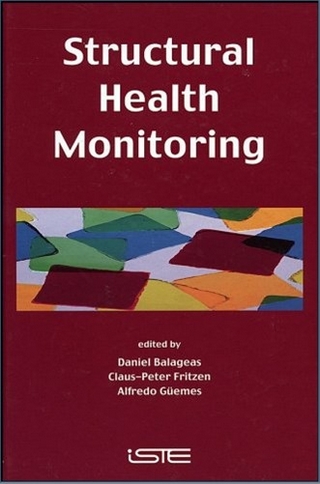 Structural
Health
Monitoring
edited by
Daniel Balageas
Claus-Peter Fritzen
Alfredo Güemes
iSTE